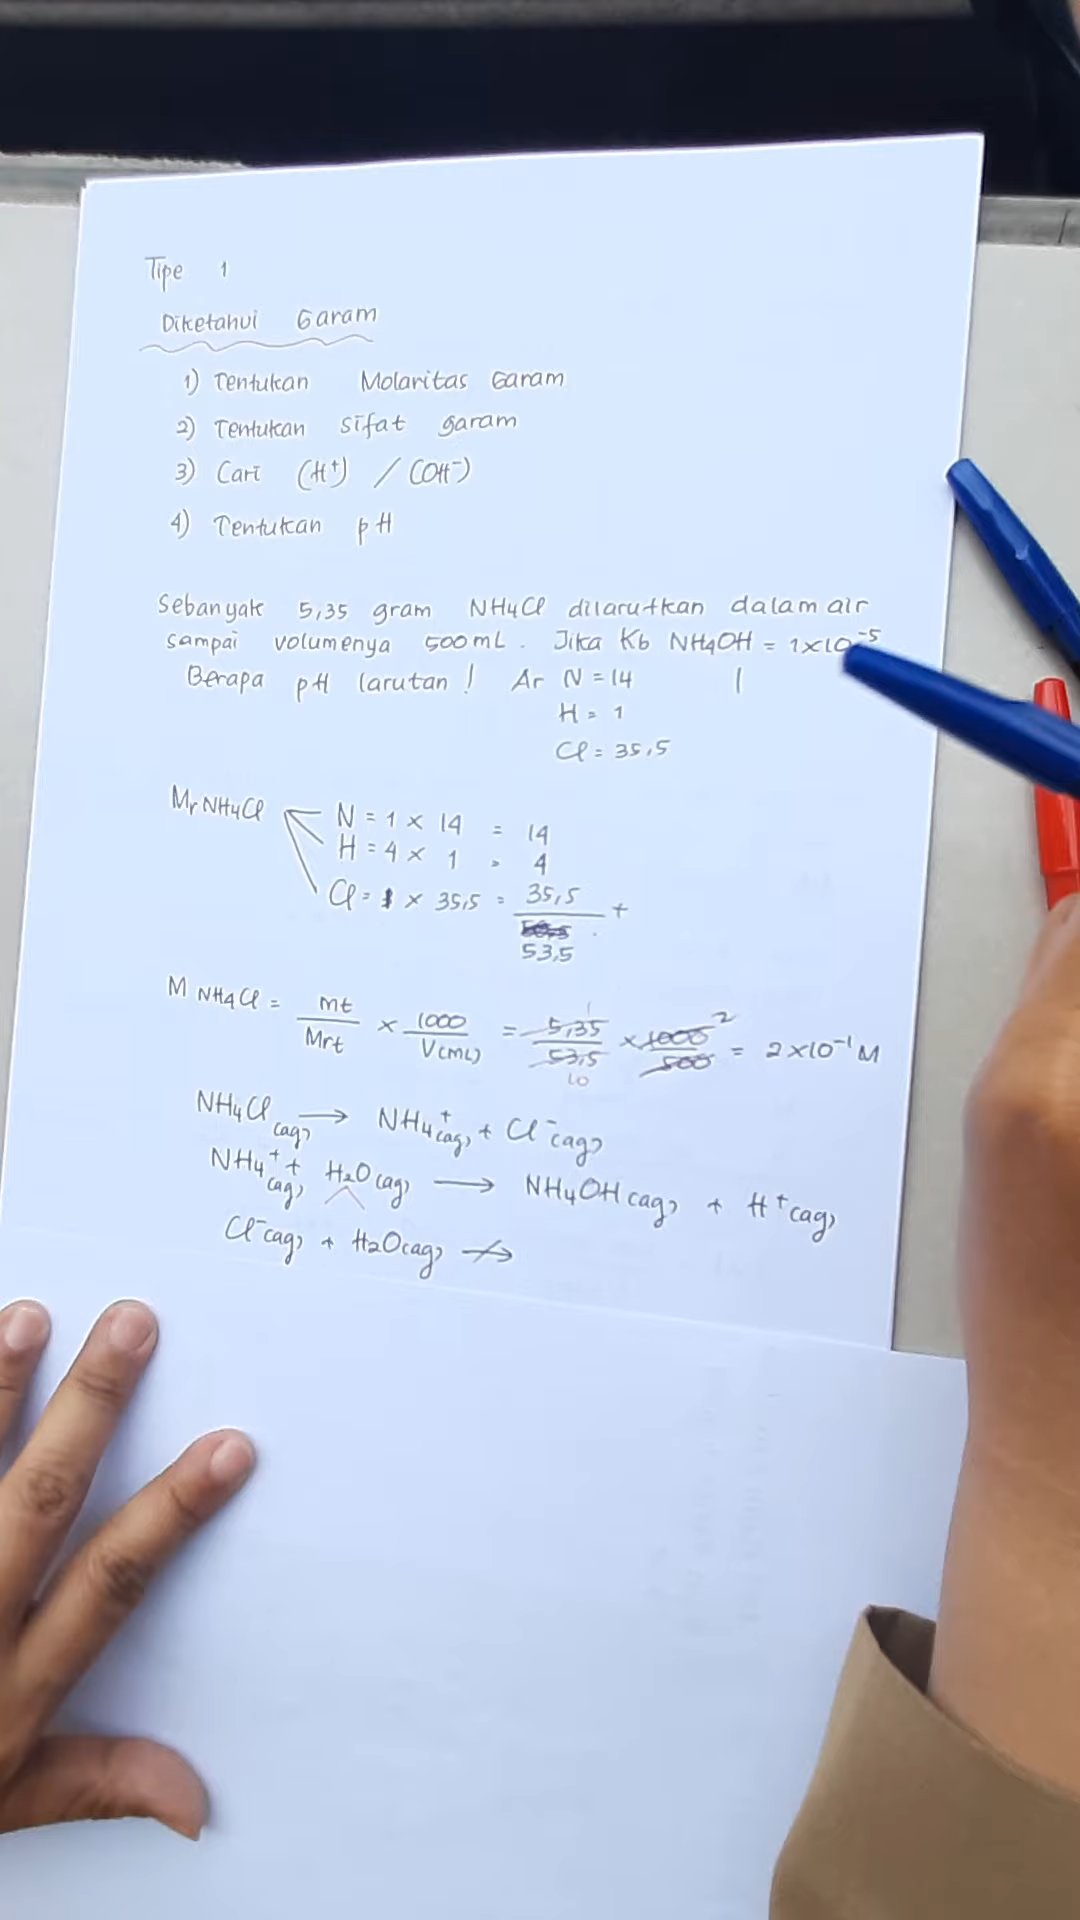 Tipe 1
Diketahui Garam
1) Tentukan Molaritas Garam
2) Tentukan sifat garam
3) Cari (H⁺) / (OH⁻)
4) Tentukan pH
Sebanyak 5,35 gram NH4Cl dilarutkan dalam air
sampai volumenya 500 mL. Jika Kb NH4OH = 1x10⁻⁵
Berapa pH larutan! Ar N = 14
H = 1
Cl = 35,5
Mr NH4Cl N = 1 x 14 = 14
H = 4 x 1 = 4
Cl = 1 x 35,5 = 35,5 +
53,5
M NH4Cl = mt/Mrt x 1000/V(mL) = 5,35/53,5 x 1000/500 = 2x10⁻¹ M
1 10 2
NH4Cl(aq) → NH4⁺(aq) + Cl⁻(aq)
NH4⁺(aq) + H2O(aq) → NH4OH(aq) + H⁺(aq)
Cl⁻(aq) + H2O(aq) ↛